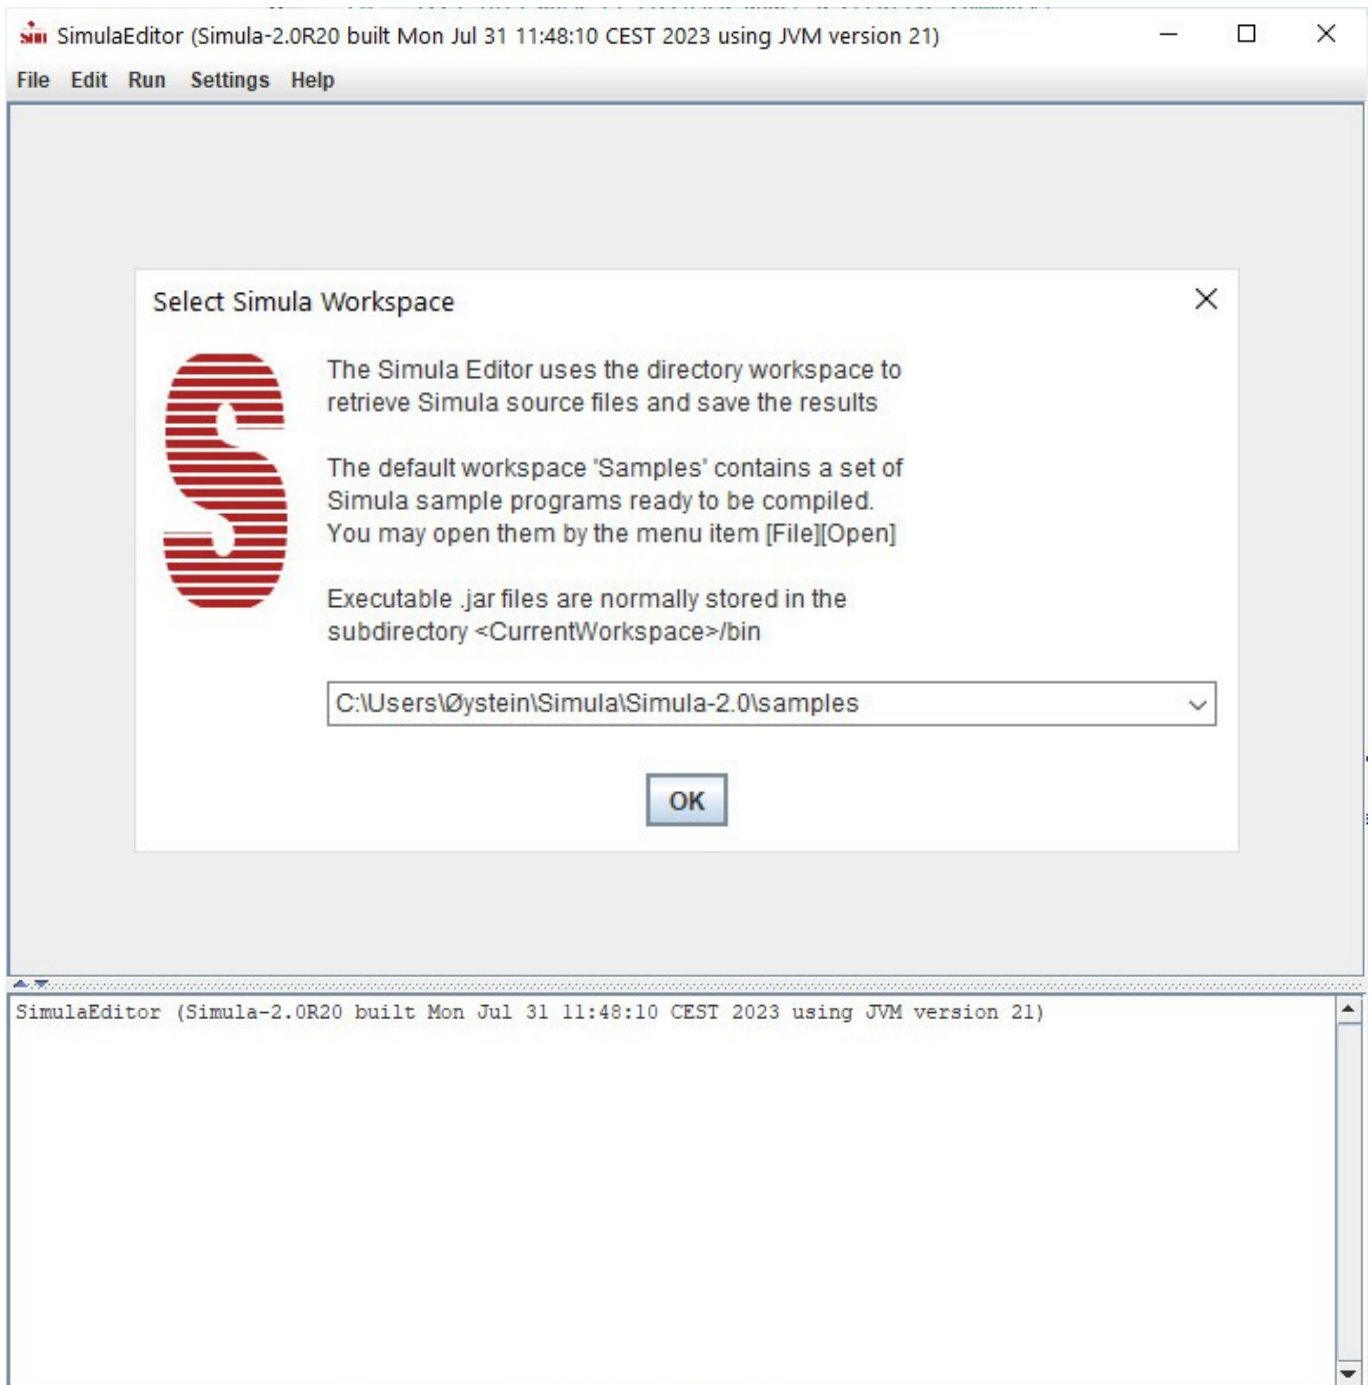 SimulaEditor (Simula-2.0R20 built Mon Jul 31 11:48:10 CEST 2023 using JVM version 21)
File Edit Run Settings Help
Select Simula Workspace
The Simula Editor uses the directory workspace to
retrieve Simula source files and save the results
The default workspace 'Samples' contains a set of
Simula sample programs ready to be compiled.
You may open them by the menu item [File][Open]
Executable .jar files are normally stored in the
subdirectory <CurrentWorkspace>/bin
C:\Users\Øystein\Simula\Simula-2.0\samples
OK
SimulaEditor (Simula-2.0R20 built Mon Jul 31 11:48:10 CEST 2023 using JVM version 21)